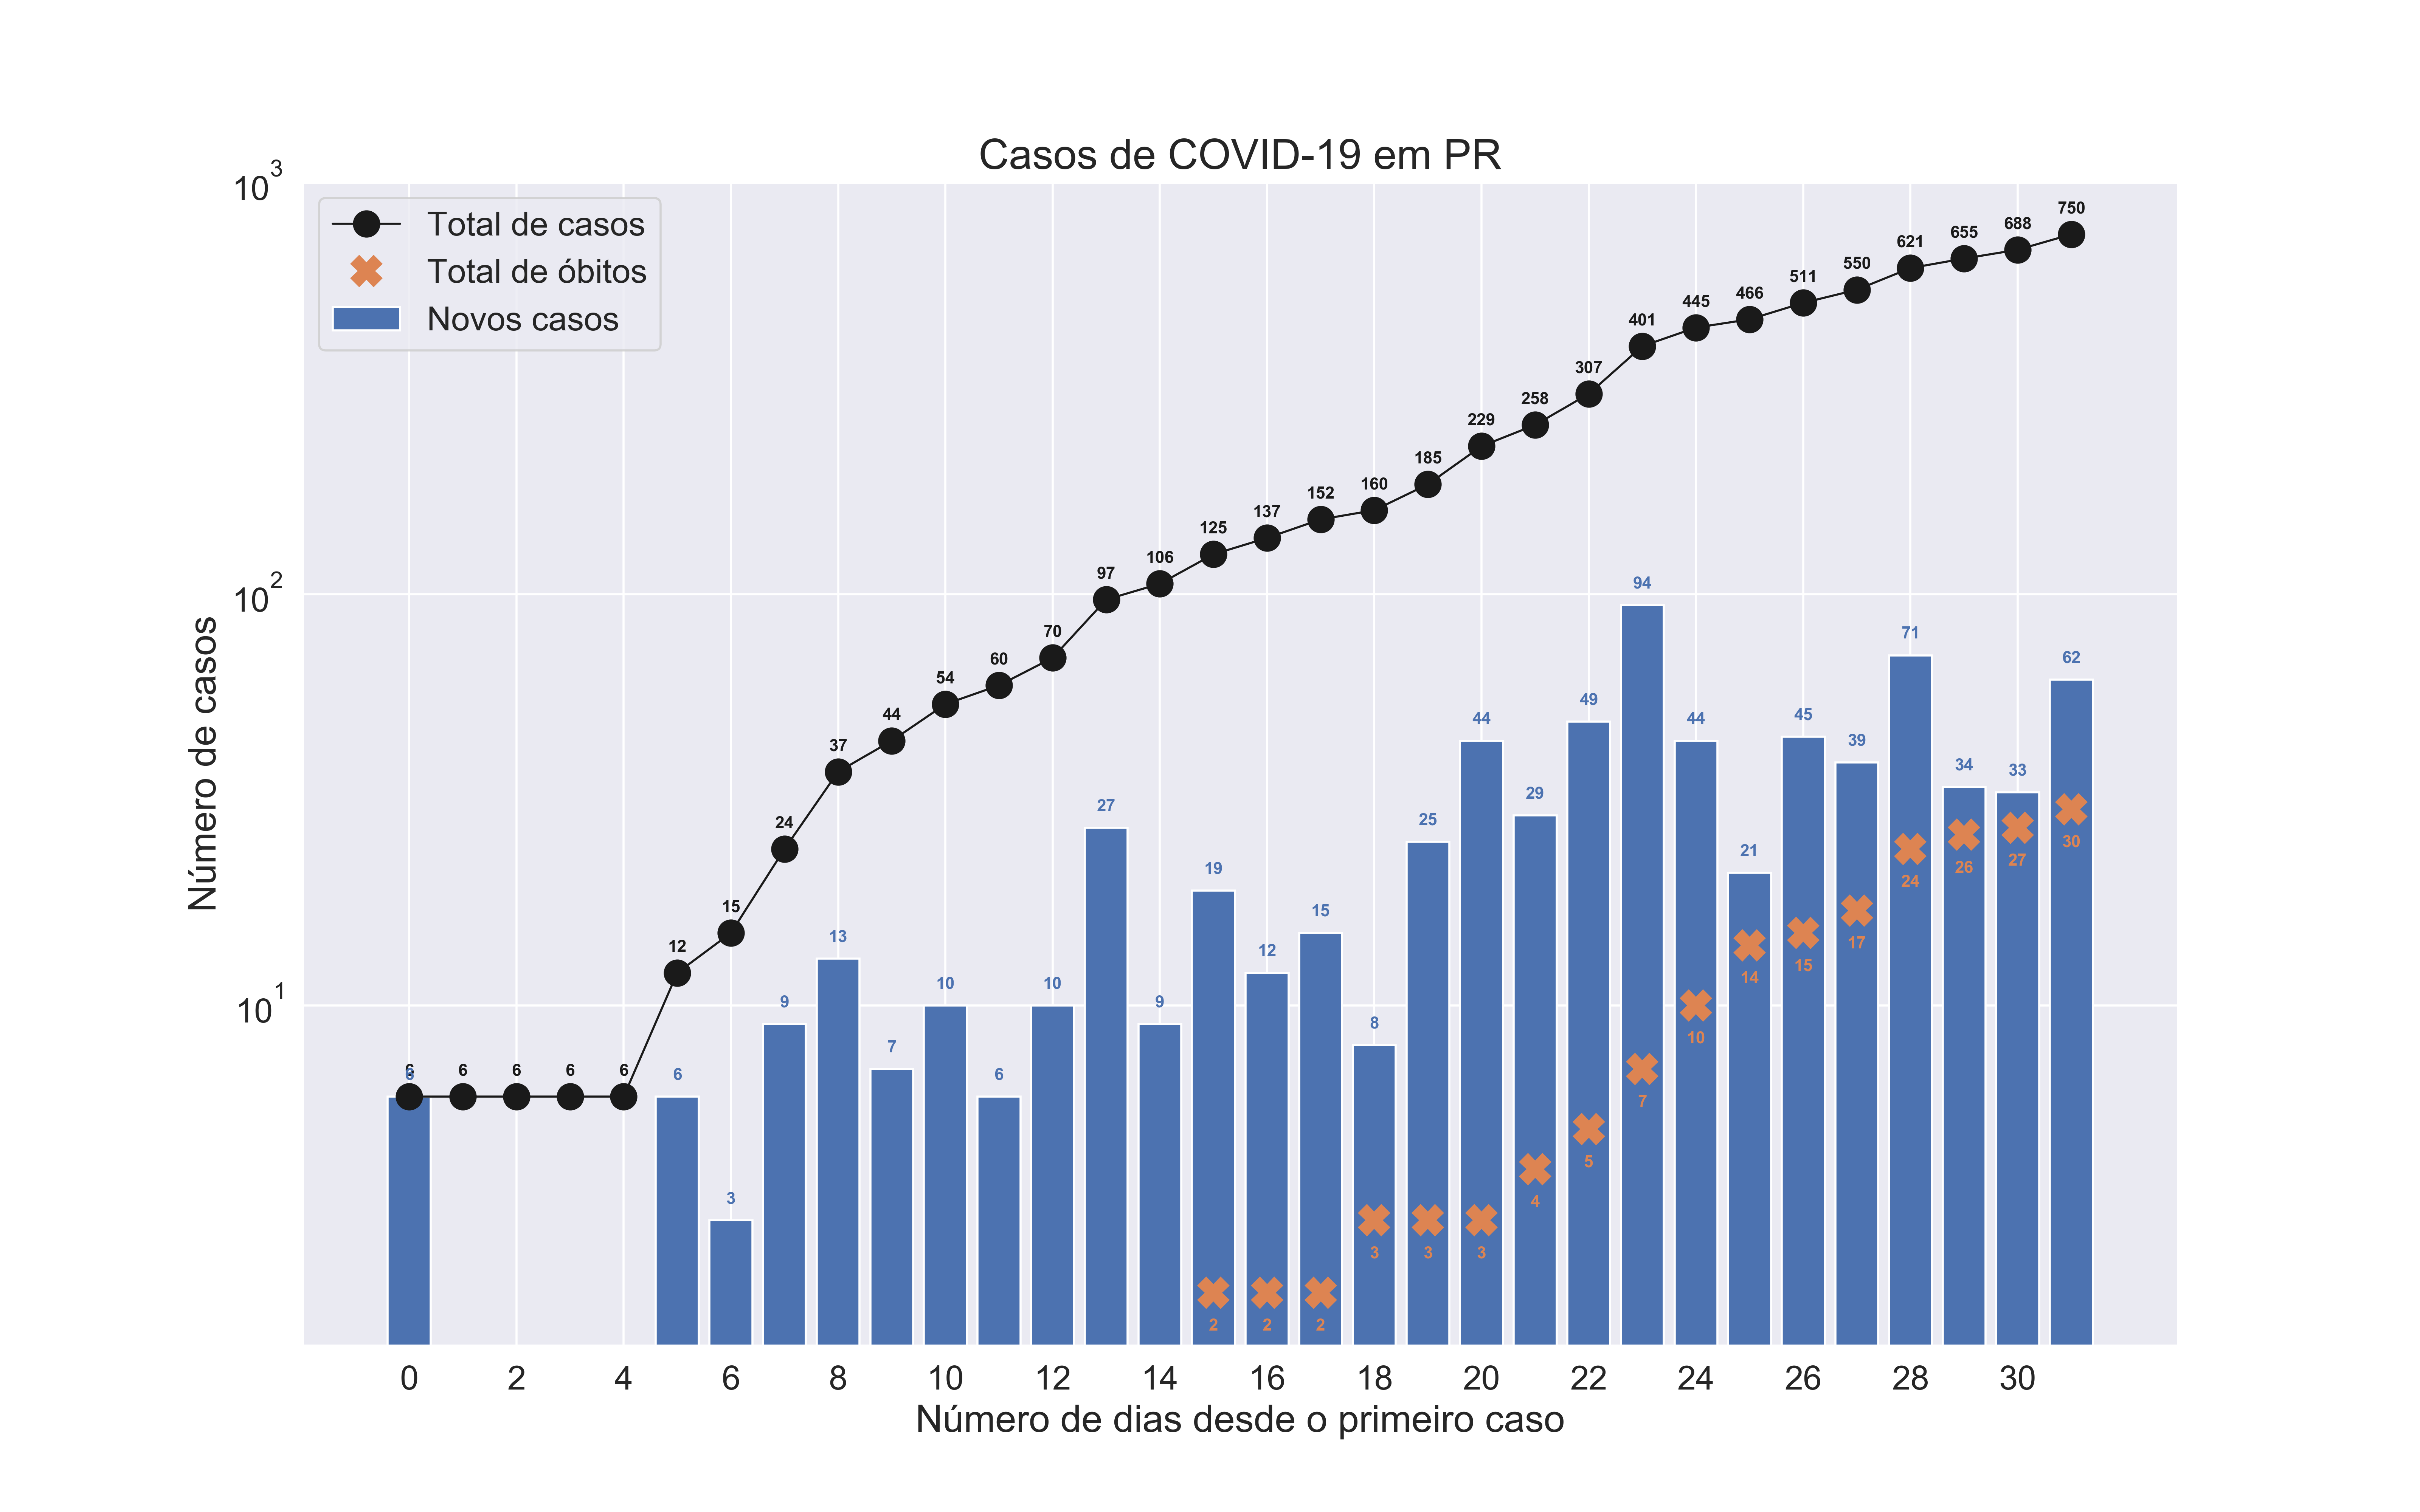 Casos de COVID-19 em PR
Total de casos
Total de óbitos
Novos casos
Número de casos
10^3
10^2
10^1
6 6 6 6 6 12 15 24 37 44 54 60 70 97 106 125 137 152 160 185 229 258 307 401 445 466 511 550 621 655 688 750
6 6 3 9 13 7 10 6 10 27 9 19 12 15 8 25 44 29 49 94 44 21 45 39 71 34 33 62
2 2 2 3 3 3 4 5 7 10 14 15 17 24 26 27 30
0 2 4 6 8 10 12 14 16 18 20 22 24 26 28 30
Número de dias desde o primeiro caso